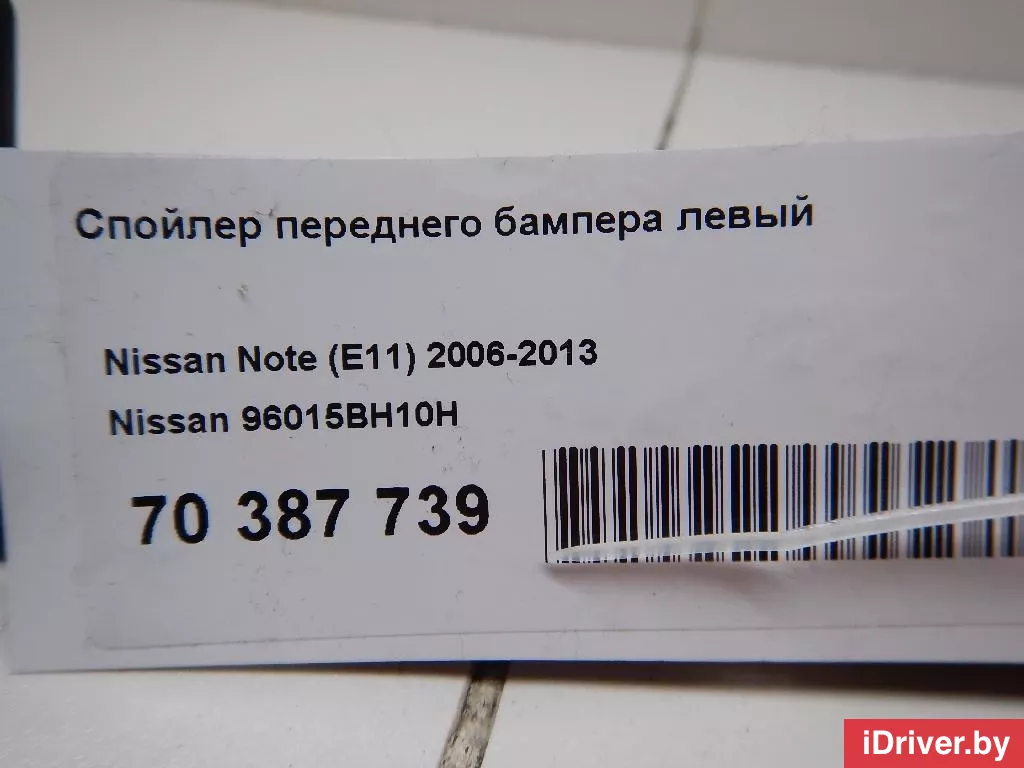 Спойлер переднего бампера левый
Nissan Note (E11) 2006-2013
Nissan 96015BH10H
70 387 739
iDriver.by